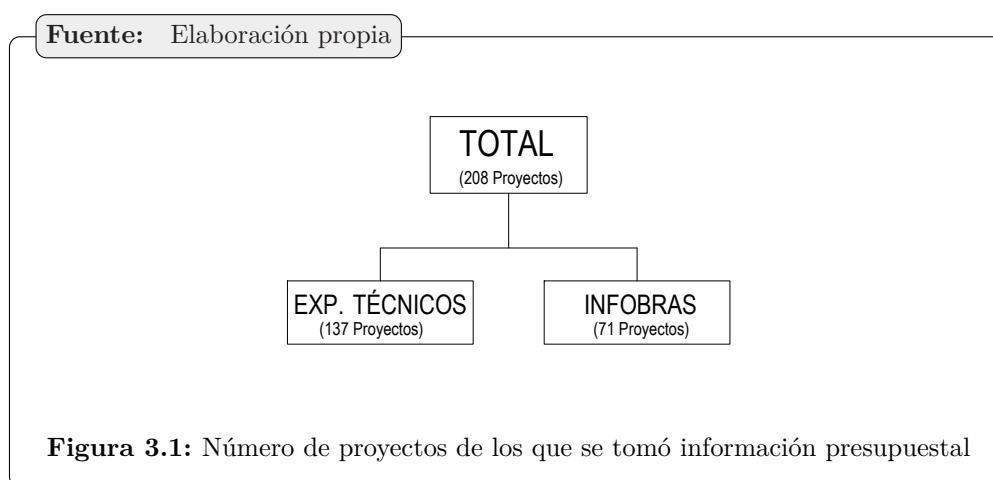 Fuente: Elaboración propia
TOTAL
(208 Proyectos)
EXP. TÉCNICOS
(137 Proyectos)
INFOBRAS
(71 Proyectos)
Figura 3.1: Número de proyectos de los que se tomó información presupuestal